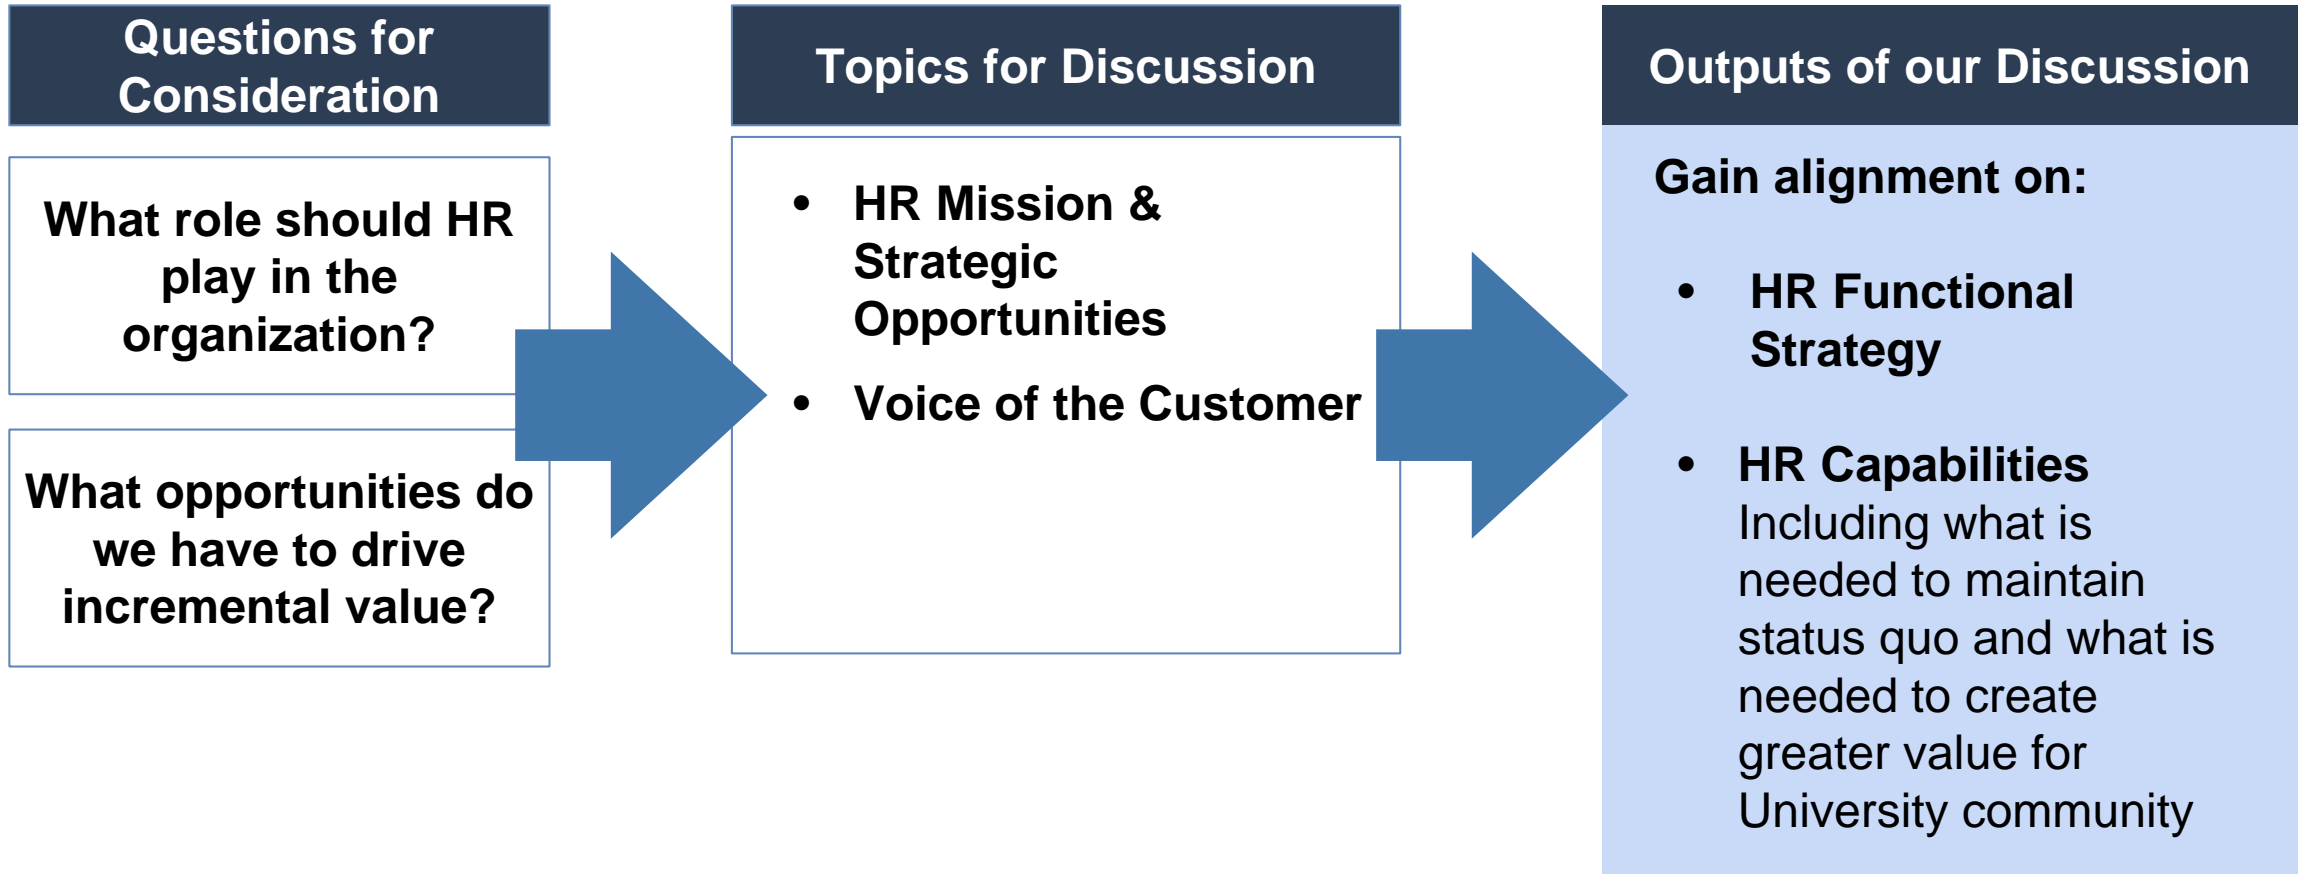 Questions for
Consideration
What role should HR
play in the
organization?
What opportunities do
we have to drive
incremental value?
Topics for Discussion
• HR Mission &
Strategic
Opportunities
• Voice of the Customer
Outputs of our Discussion
Gain alignment on:
• HR Functional
Strategy
• HR Capabilities
Including what is
needed to maintain
status quo and what is
needed to create
greater value for
University community